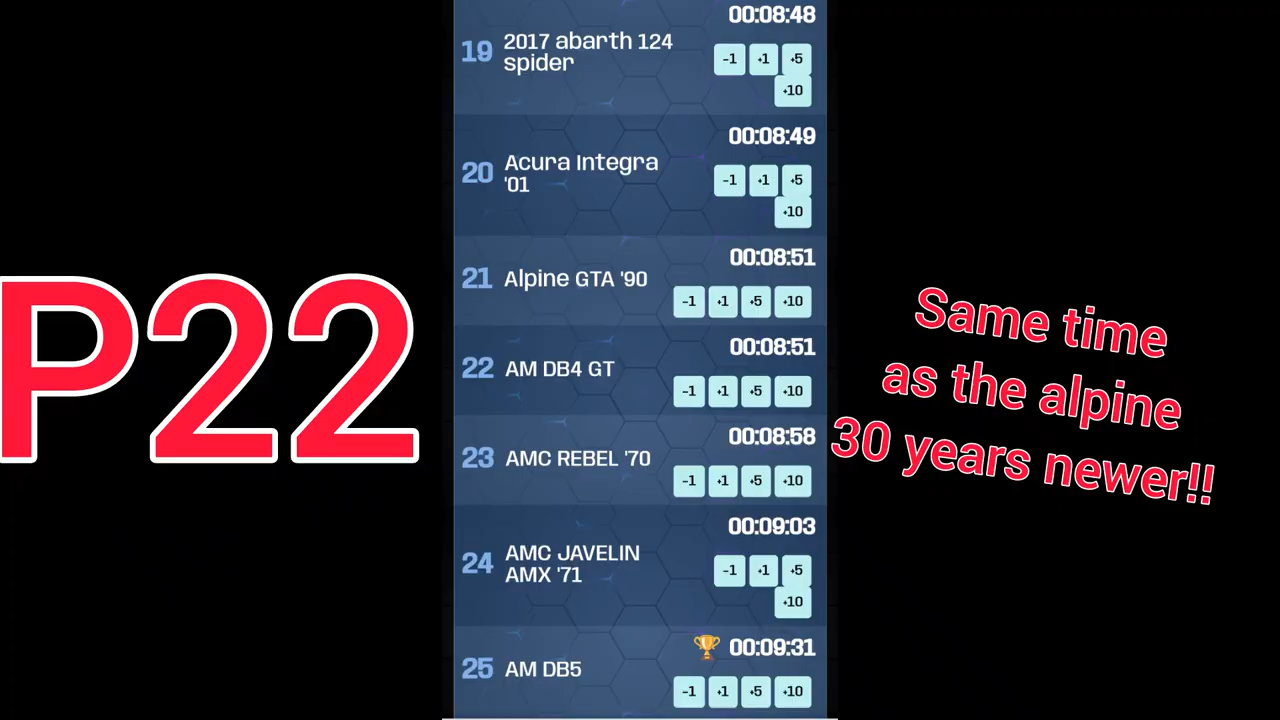 P22
00:08:48
19 2017 abarth 124
spider
-1 +1 +5
+10
00:08:49
20 Acura Integra
'01
-1 +1 +5
+10
00:08:51
21 Alpine GTA '90
-1 +1 +5 +10
00:08:51
22 AM DB4 GT
-1 +1 +5 +10
00:08:58
23 AMC REBEL '70
-1 +1 +5 +10
00:09:03
24 AMC JAVELIN
AMX '71
-1 +1 +5
+10
00:09:31
25 AM DB5
-1 +1 +5 +10
Same time
as the alpine
30 years newer!!